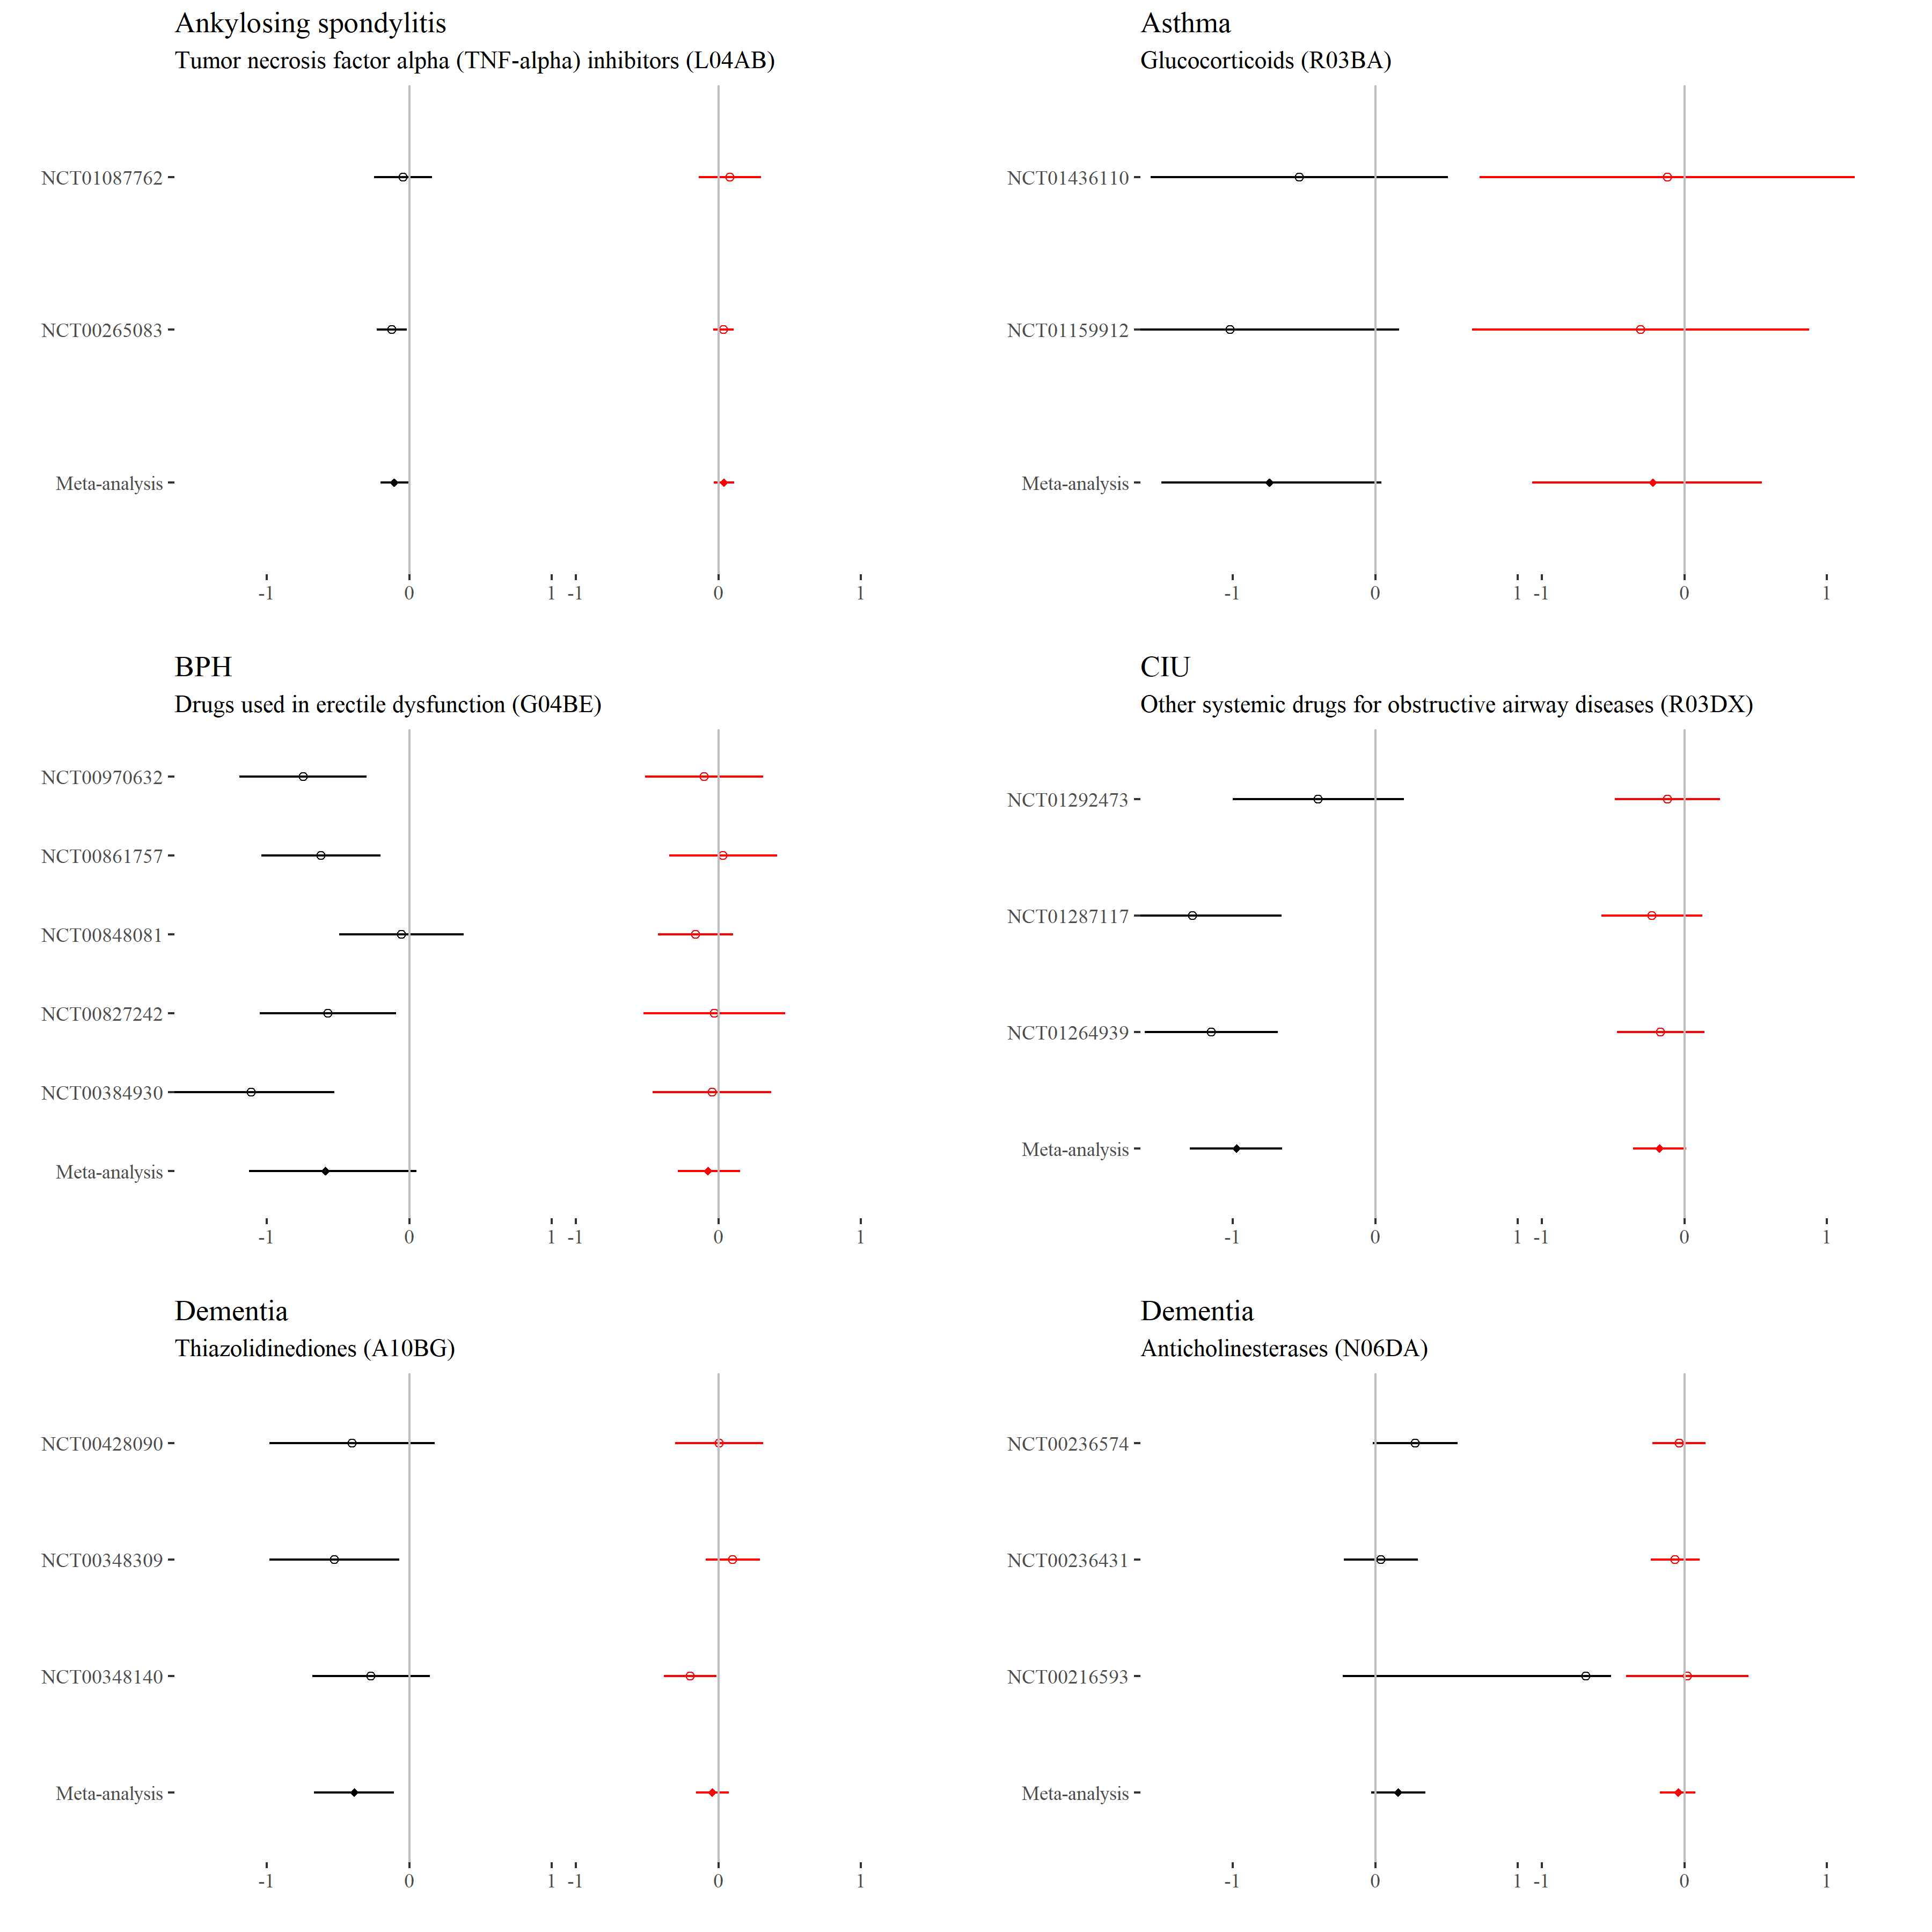 Ankylosing spondylitis
Tumor necrosis factor alpha (TNF-alpha) inhibitors (L04AB)
NCT01087762
NCT00265083
Meta-analysis
-1 0 1 -1 0 1
Asthma
Glucocorticoids (R03BA)
NCT01436110
NCT01159912
Meta-analysis
-1 0 1 -1 0 1
BPH
Drugs used in erectile dysfunction (G04BE)
NCT00970632
NCT00861757
NCT00848081
NCT00827242
NCT00384930
Meta-analysis
-1 0 1 -1 0 1
CIU
Other systemic drugs for obstructive airway diseases (R03DX)
NCT01292473
NCT01287117
NCT01264939
Meta-analysis
-1 0 1 -1 0 1
Dementia
Thiazolidinediones (A10BG)
NCT00428090
NCT00348309
NCT00348140
Meta-analysis
-1 0 1 -1 0 1
Dementia
Anticholinesterases (N06DA)
NCT00236574
NCT00236431
NCT00216593
Meta-analysis
-1 0 1 -1 0 1